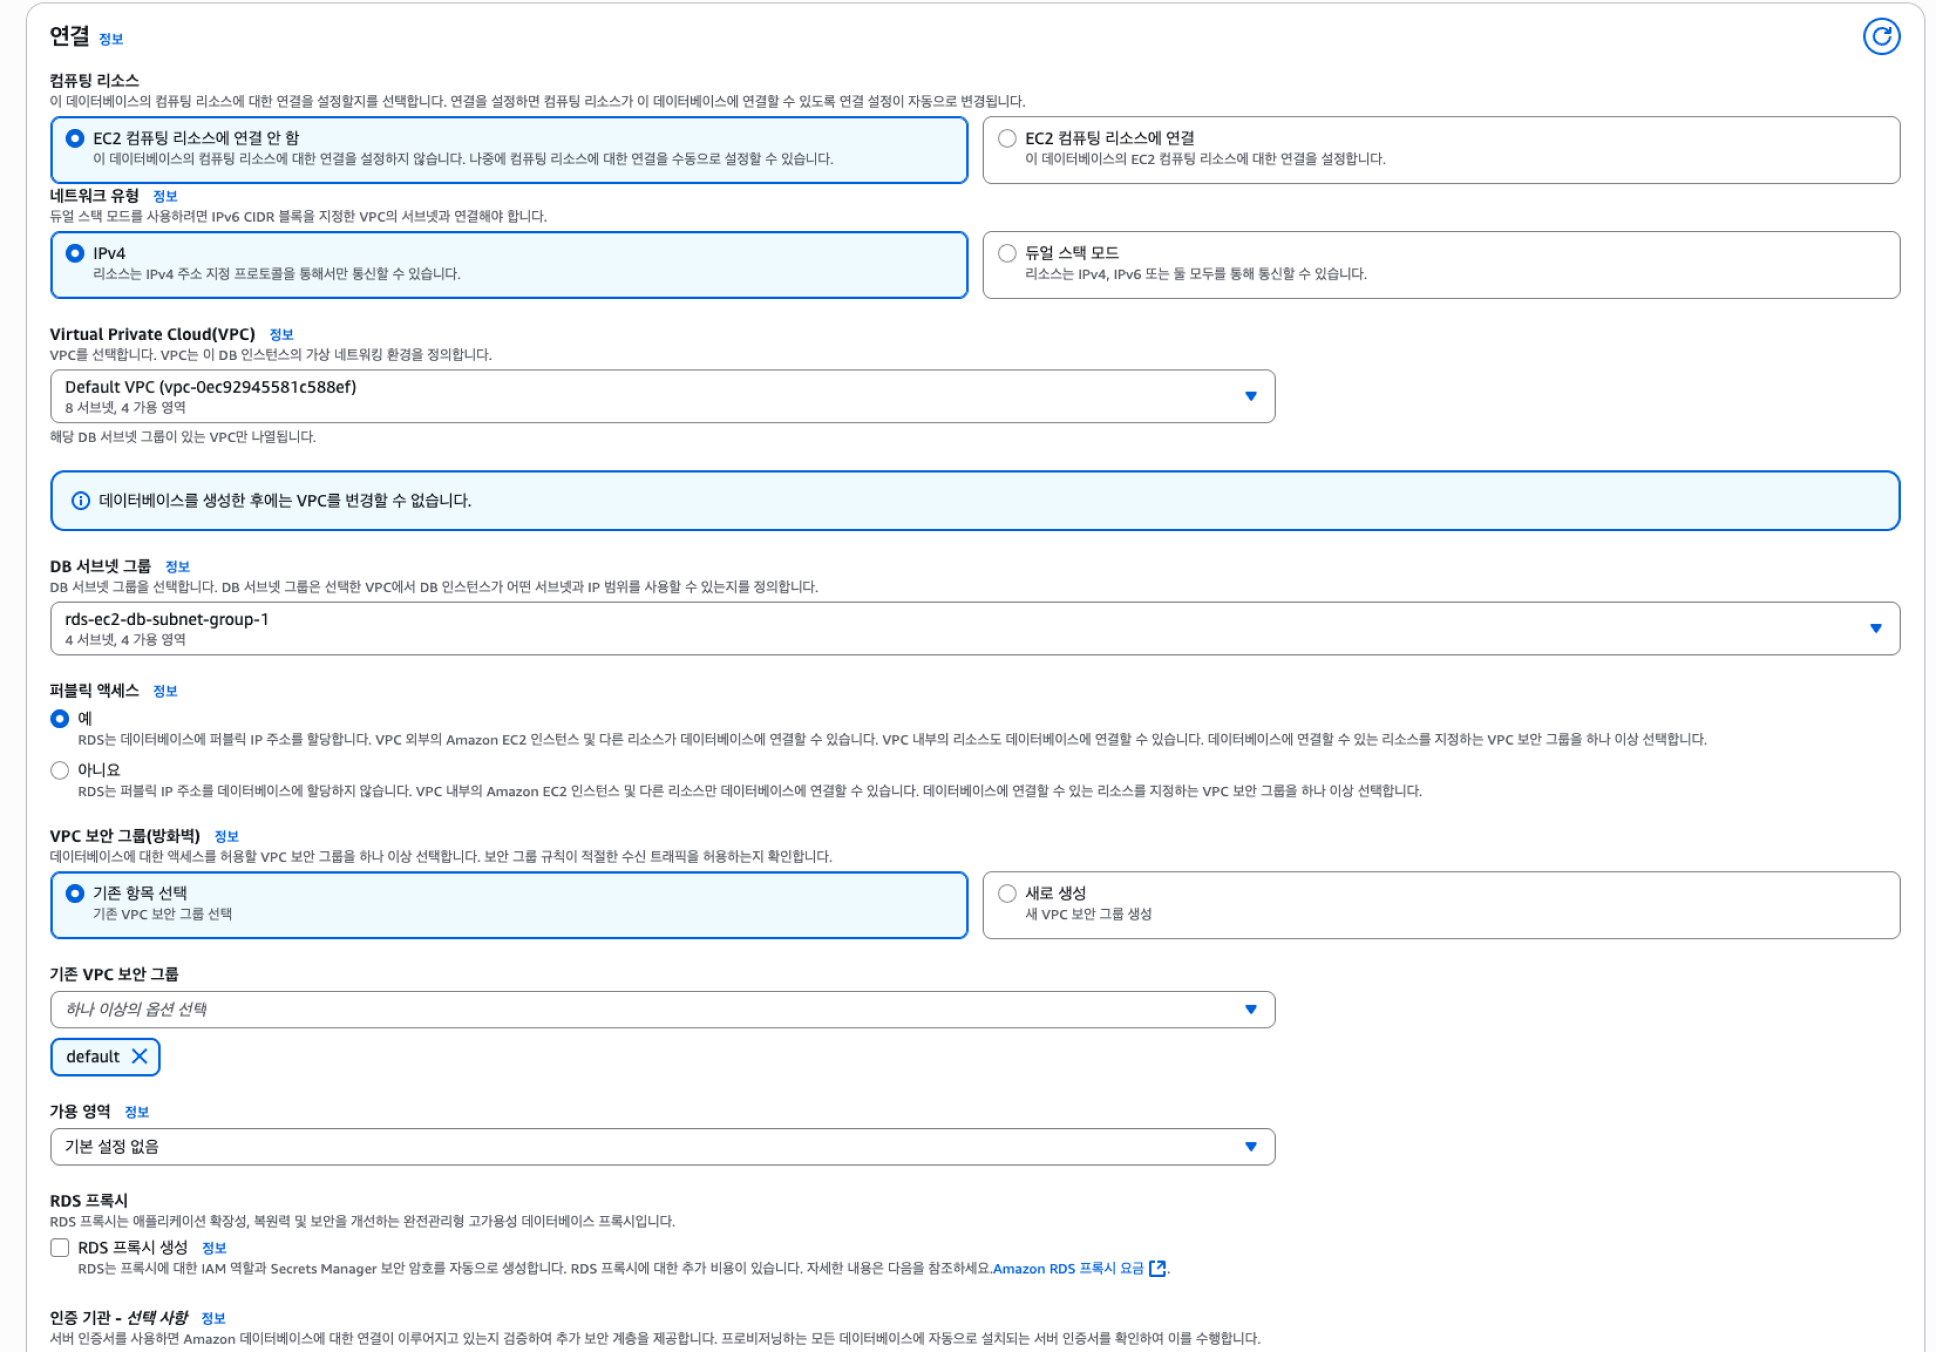 연결 정보
컴퓨팅 리소스
이 데이터베이스의 컴퓨팅 리소스에 대한 연결을 설정할지를 선택합니다. 연결을 설정하면 컴퓨팅 리소스가 이 데이터베이스에 연결할 수 있도록 연결 설정이 자동으로 변경됩니다.
EC2 컴퓨팅 리소스에 연결 안 함
이 데이터베이스의 컴퓨팅 리소스에 대한 연결을 설정하지 않습니다. 나중에 컴퓨팅 리소스에 대한 연결을 수동으로 설정할 수 있습니다.
EC2 컴퓨팅 리소스에 연결
이 데이터베이스의 EC2 컴퓨팅 리소스에 대한 연결을 설정합니다.
네트워크 유형 정보
듀얼 스택 모드를 사용하려면 IPv6 CIDR 블록을 지정한 VPC의 서브넷과 연결해야 합니다.
IPv4
리소스는 IPv4 주소 지정 프로토콜을 통해서만 통신할 수 있습니다.
듀얼 스택 모드
리소스는 IPv4, IPv6 또는 둘 모두를 통해 통신할 수 있습니다.
Virtual Private Cloud(VPC) 정보
VPC를 선택합니다. VPC는 이 DB 인스턴스의 가상 네트워킹 환경을 정의합니다.
Default VPC (vpc-0ec92945581c588ef)
8 서브넷, 4 가용 영역
해당 DB 서브넷 그룹이 있는 VPC만 나열됩니다.
데이터베이스를 생성한 후에는 VPC를 변경할 수 없습니다.
DB 서브넷 그룹 정보
DB 서브넷 그룹을 선택합니다. DB 서브넷 그룹은 선택한 VPC에서 DB 인스턴스가 어떤 서브넷과 IP 범위를 사용할 수 있는지를 정의합니다.
rds-ec2-db-subnet-group-1
4 서브넷, 4 가용 영역
퍼블릭 액세스 정보
예
RDS는 데이터베이스에 퍼블릭 IP 주소를 할당합니다. VPC 외부의 Amazon EC2 인스턴스 및 다른 리소스가 데이터베이스에 연결할 수 있습니다. VPC 내부의 리소스도 데이터베이스에 연결할 수 있습니다. 데이터베이스에 연결할 수 있는 리소스를 지정하는 VPC 보안 그룹을 하나 이상 선택합니다.
아니요
RDS는 퍼블릭 IP 주소를 데이터베이스에 할당하지 않습니다. VPC 내부의 Amazon EC2 인스턴스 및 다른 리소스만 데이터베이스에 연결할 수 있습니다. 데이터베이스에 연결할 수 있는 리소스를 지정하는 VPC 보안 그룹을 하나 이상 선택합니다.
VPC 보안 그룹(방화벽) 정보
데이터베이스에 대한 액세스를 허용할 VPC 보안 그룹을 하나 이상 선택합니다. 보안 그룹 규칙이 적절한 수신 트래픽을 허용하는지 확인합니다.
기존 항목 선택
기존 VPC 보안 그룹 선택
새로 생성
새 VPC 보안 그룹 생성
기존 VPC 보안 그룹
하나 이상의 옵션 선택
default
가용 영역 정보
기본 설정 없음
RDS 프록시
RDS 프록시는 애플리케이션 확장성, 복원력 및 보안을 개선하는 완전관리형 고가용성 데이터베이스 프록시입니다.
RDS 프록시 생성 정보
RDS는 프록시에 대한 IAM 역할과 Secrets Manager 보안 암호를 자동으로 생성합니다. RDS 프록시에 대한 추가 비용이 있습니다. 자세한 내용은 다음을 참조하세요.Amazon RDS 프록시 요금.
인증 기관 - 선택 사항 정보
서버 인증서를 사용하면 Amazon 데이터베이스에 대한 연결이 이루어지고 있는지 검증하여 추가 보안 계층을 제공합니다. 프로비저닝하는 모든 데이터베이스에 자동으로 설치되는 서버 인증서를 확인하여 이를 수행합니다.